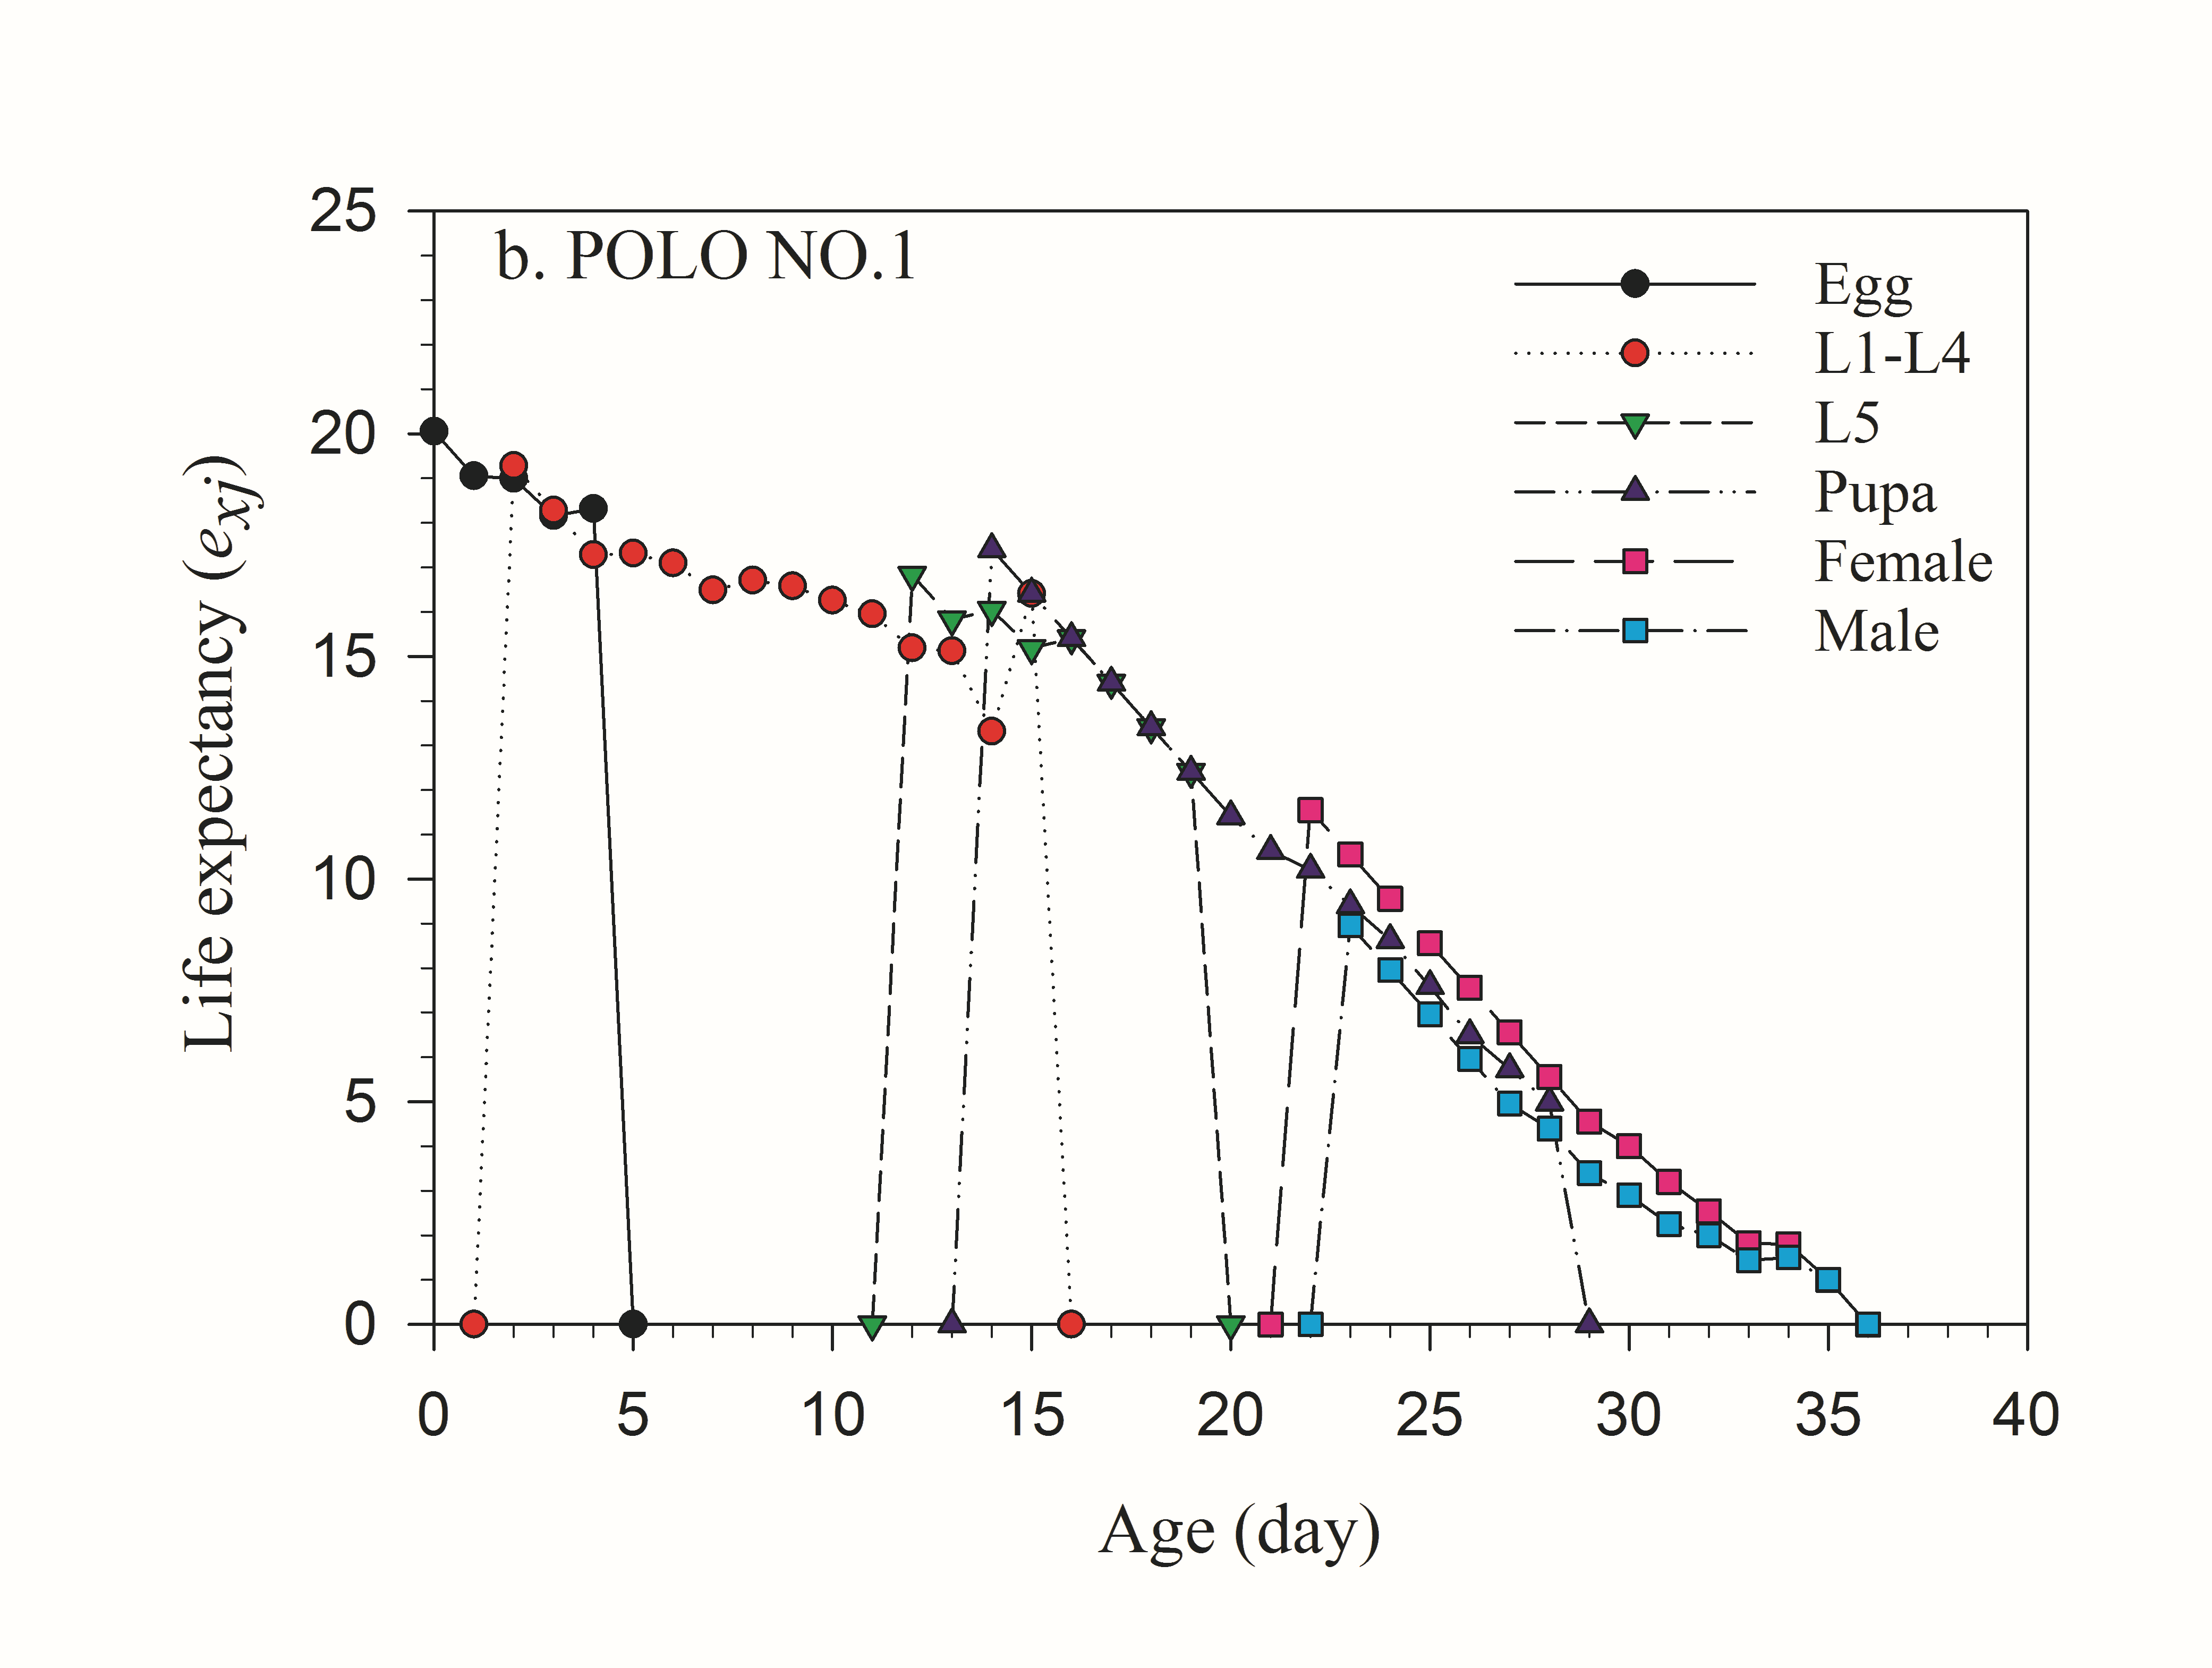 b. POLO NO.1
Egg
L1-L4
L5
Pupa
Female
Male
Life expectancy (exj)
25
20
15
10
5
0
0 5 10 15 20 25 30 35 40
Age (day)